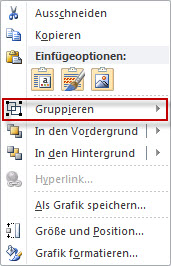 Ausschneiden
Kopieren
Einfügeoptionen:
Gruppieren
In den Vordergrund
In den Hintergrund
Hyperlink...
Als Grafik speichern...
Größe und Position...
Grafik formatieren...